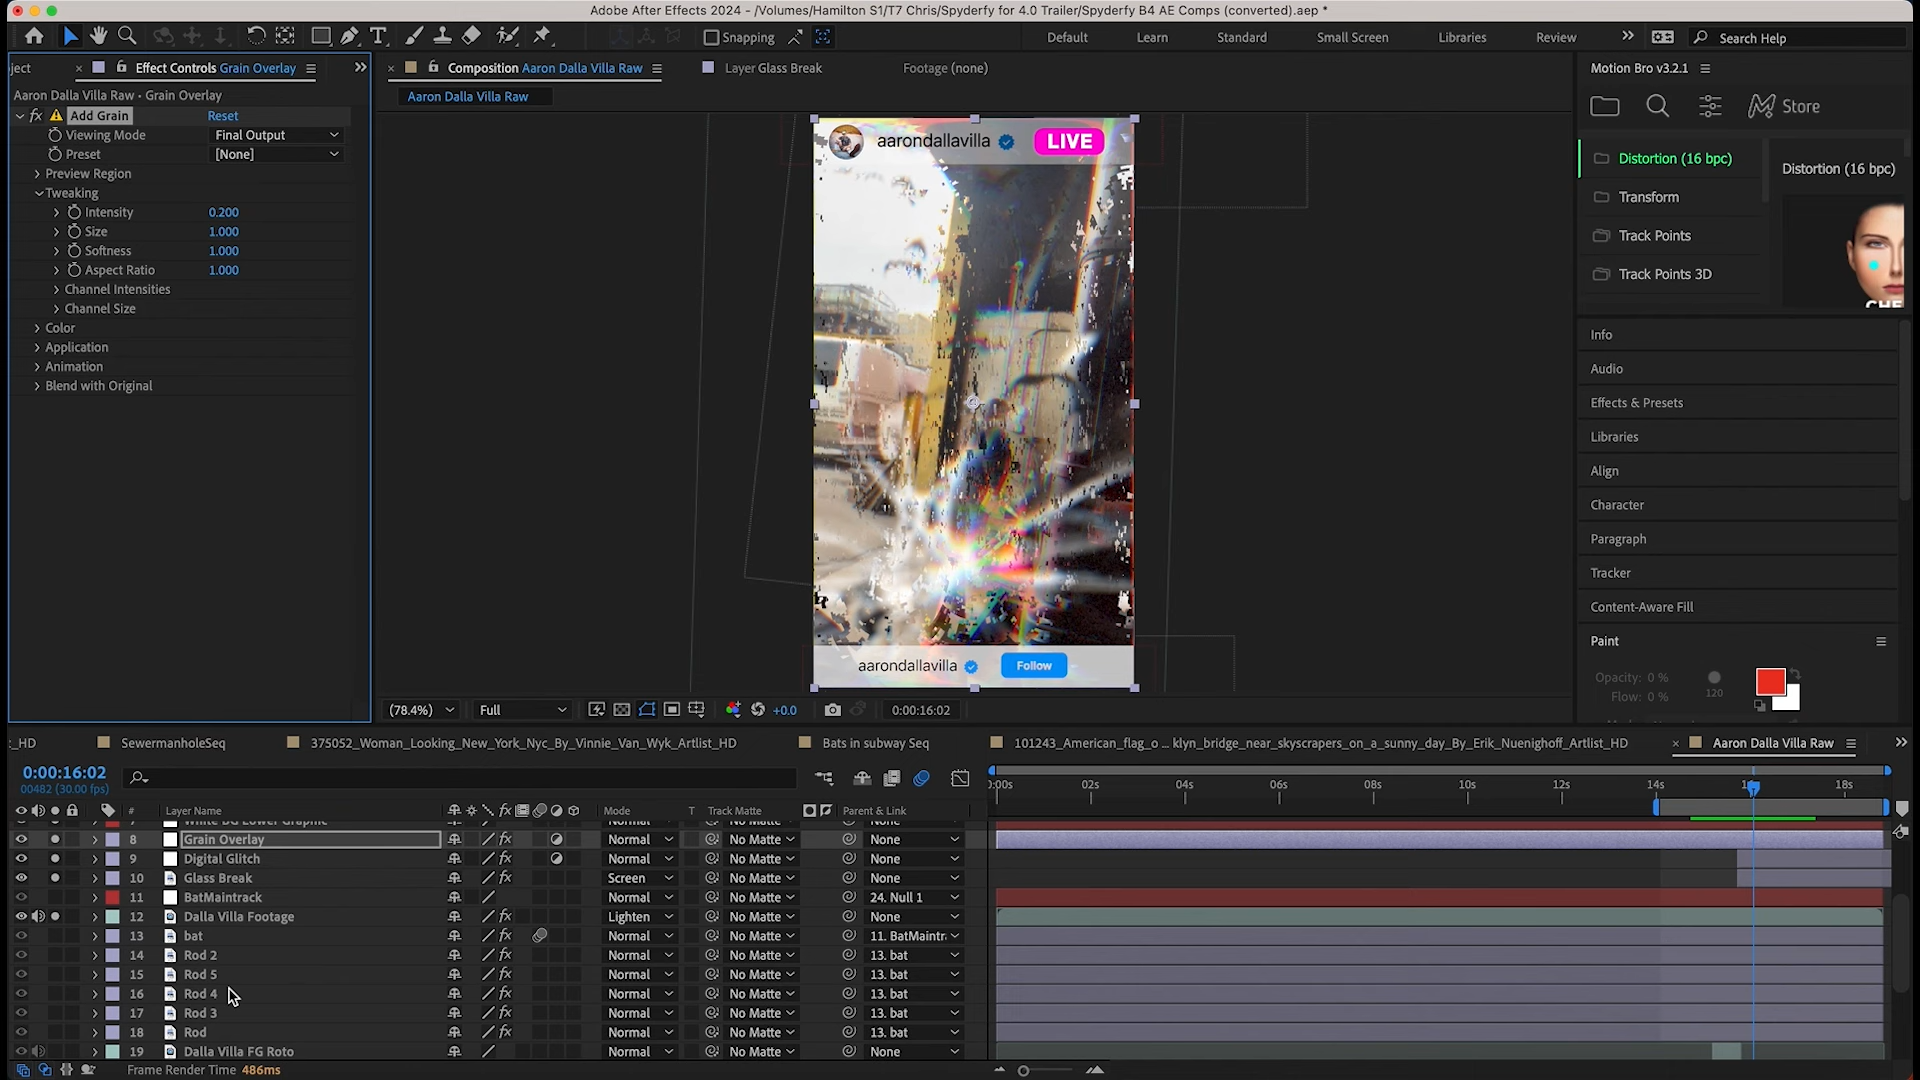 Adobe After Effects 2024 - /Volumes/Hamilton S1/T7 Chris/Spyderfy for 4.0 Trailer/Spyderfy B4 AE Comps (converted).aep *
Snapping
Default
Learn
Standard
Small Screen
Libraries
Review
Search Help
ject
Effect Controls Grain Overlay
Composition Aaron Dalla Villa Raw
Layer Glass Break
Footage (none)
Motion Bro v3.2.1
Aaron Dalla Villa Raw • Grain Overlay
Aaron Dalla Villa Raw
Add Grain
Reset
Viewing Mode
Final Output
Preset
[None]
Preview Region
Tweaking
Intensity
0.200
Size
1.000
Softness
1.000
Aspect Ratio
1.000
Channel Intensities
Channel Size
Color
Application
Animation
Blend with Original
aarondallavilla
LIVE
aarondallavilla
Follow
Store
Distortion (16 bpc)
Transform
Track Points
Track Points 3D
Distortion (16 bpc)
Info
Audio
Effects & Presets
Libraries
Align
Character
Paragraph
Tracker
Content-Aware Fill
Paint
Opacity: 0 %
Flow: 0 %
120
(78.4%)
Full
+0.0
0:00:16:02
:_HD
SewermanholeSeq
375052_Woman_Looking_New_York_Nyc_By_Vinnie_Van_Wyk_Artlist_HD
Bats in subway Seq
101243_American_flag_o ... klyn_bridge_near_skyscrapers_on_a_sunny_day_By_Erik_Nuenighoff_Artlist_HD
Aaron Dalla Villa Raw
0:00:16:02
00482 (30.00 fps)
:00s
02s
04s
06s
08s
10s
12s
14s
18s
#
Layer Name
Mode
T
Track Matte
Parent & Link
White BG Lower Graphic
8 Grain Overlay Normal No Matte None
9 Digital Glitch Normal No Matte None
10 Glass Break Screen No Matte None
11 BatMaintrack Normal No Matte 24. Null 1
12 Dalla Villa Footage Lighten No Matte None
13 bat Normal No Matte 11. BatMaintr
14 Rod 2 Normal No Matte 13. bat
15 Rod 5 Normal No Matte 13. bat
16 Rod 4 Normal No Matte 13. bat
17 Rod 3 Normal No Matte 13. bat
18 Rod Normal No Matte 13. bat
19 Dalla Villa FG Roto Normal No Matte None
Frame Render Time 486ms